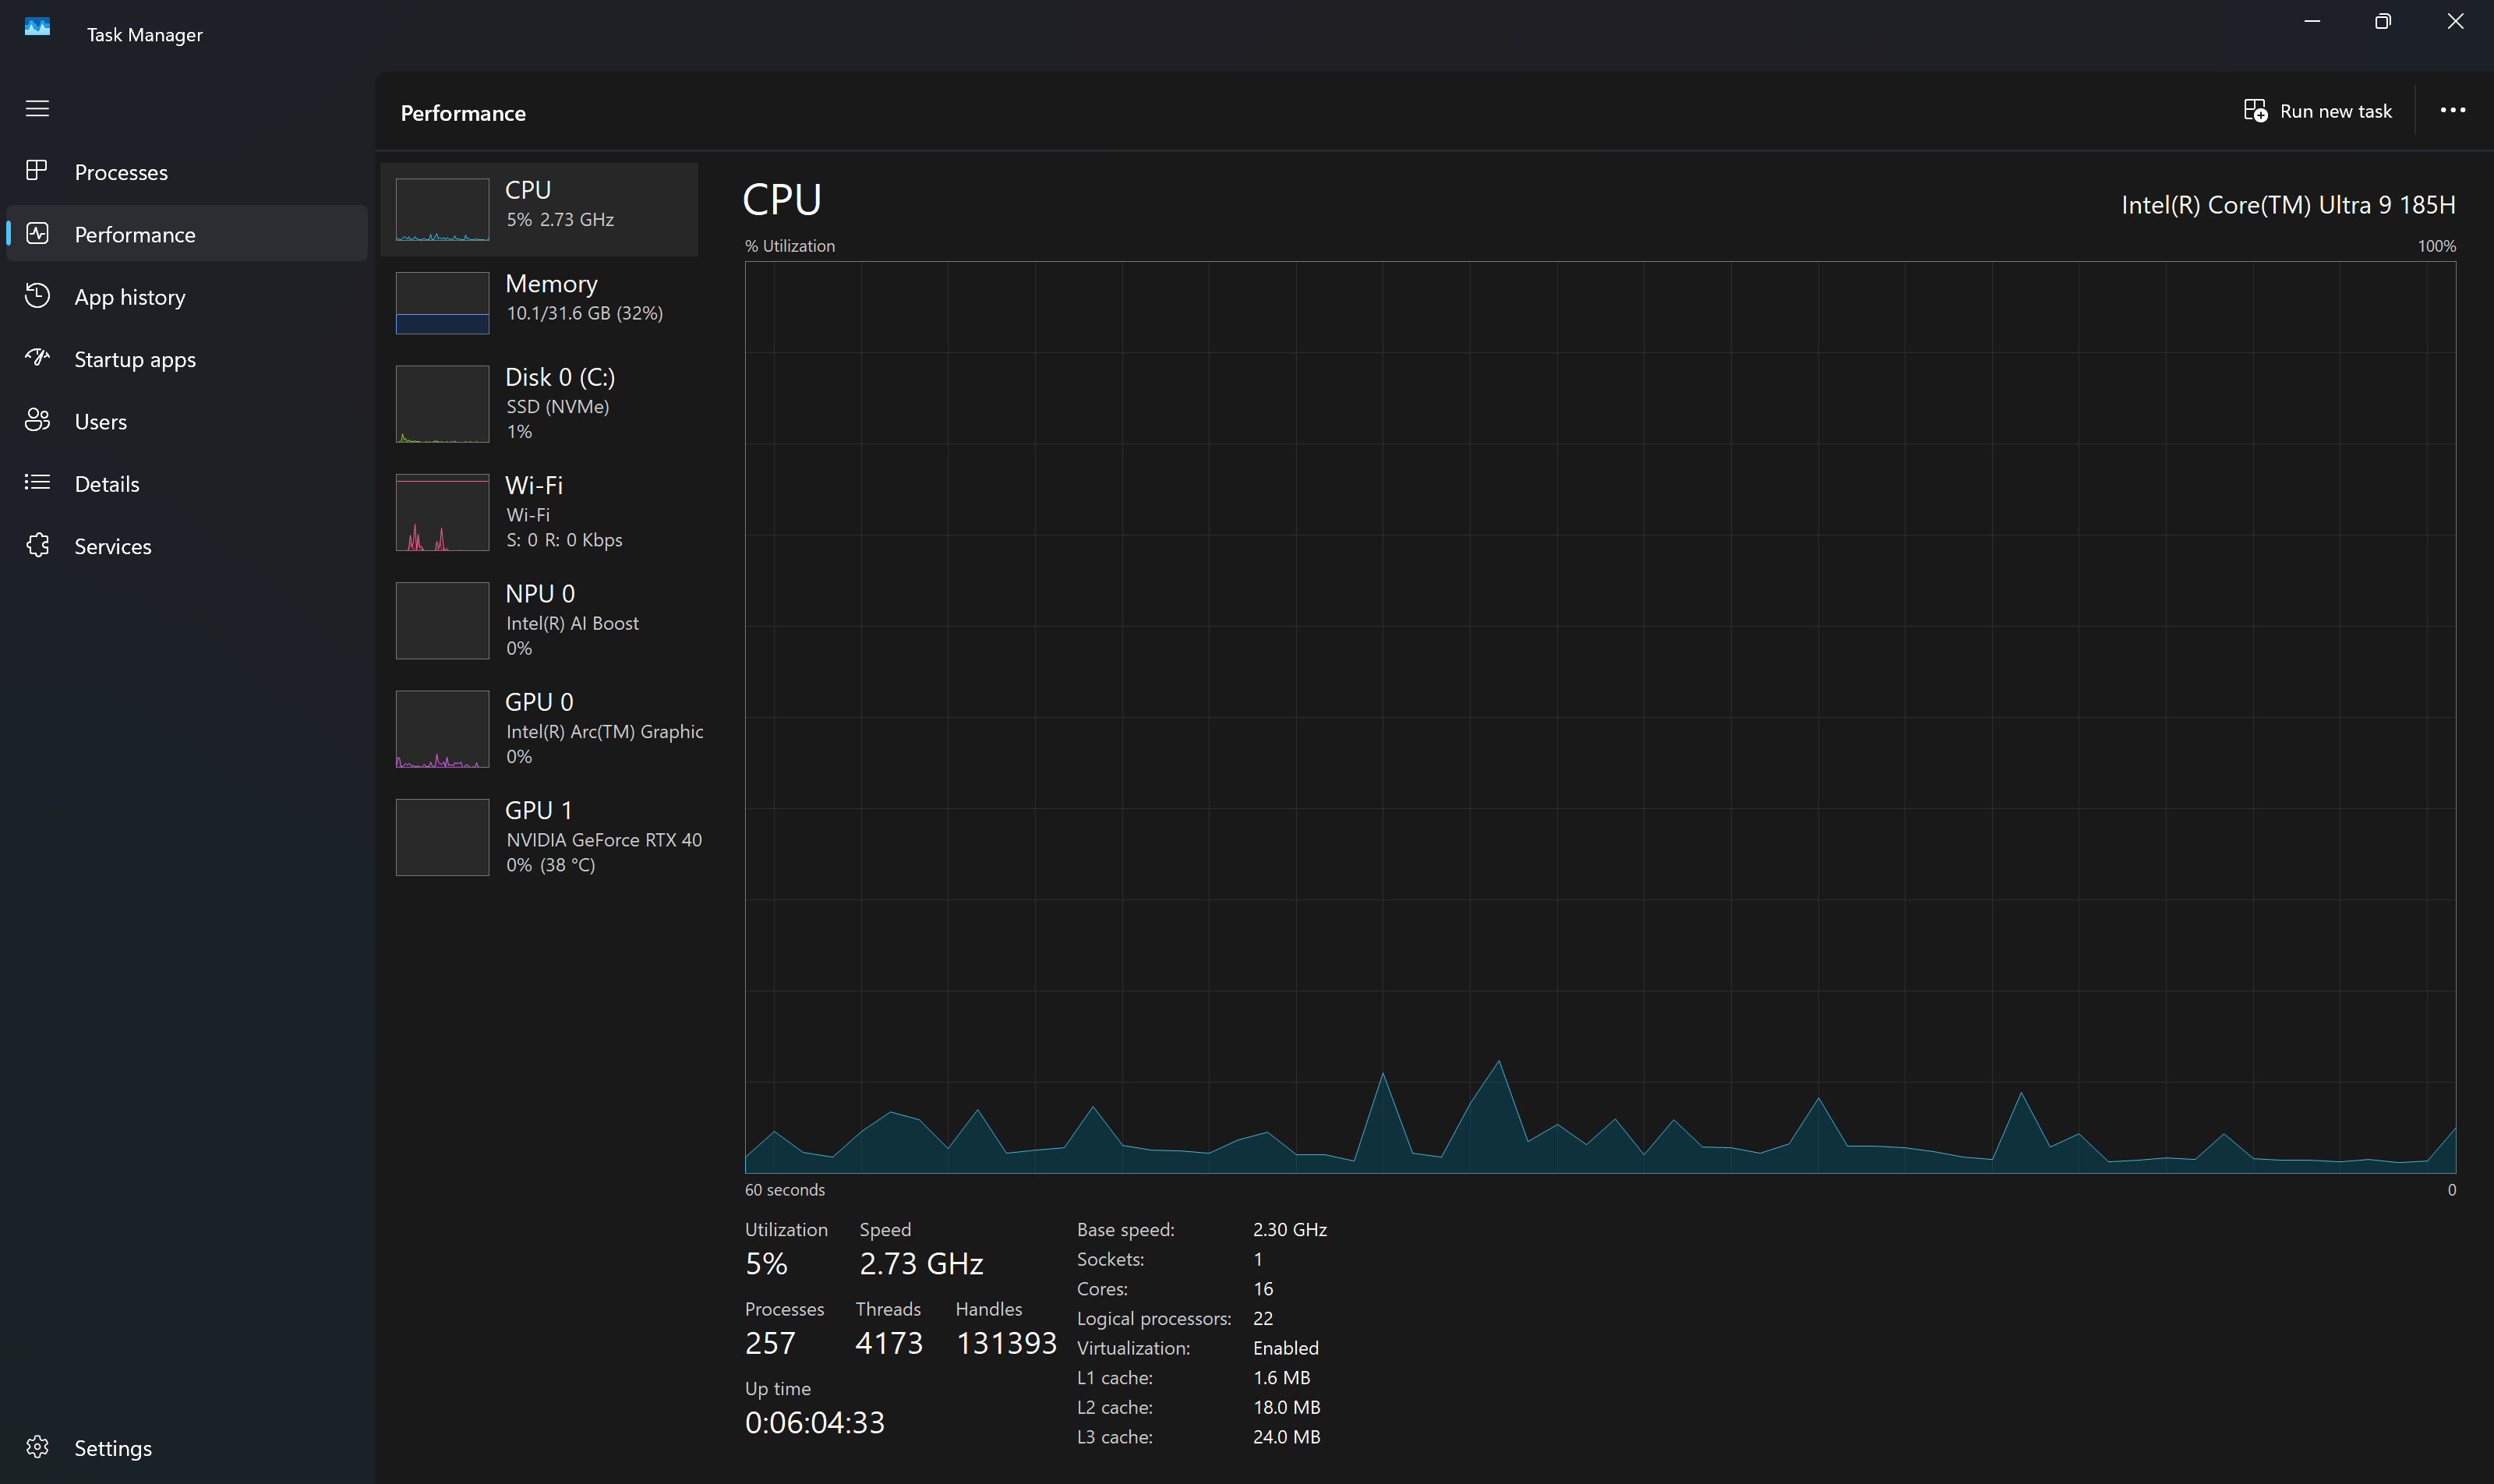 Task Manager
Processes
Performance
App history
Startup apps
Users
Details
Services
Settings
Performance
Run new task
CPU
5% 2.73 GHz
Memory
10.1/31.6 GB (32%)
Disk 0 (C:)
SSD (NVMe)
1%
Wi-Fi
Wi-Fi
S: 0 R: 0 Kbps
NPU 0
Intel(R) AI Boost
0%
GPU 0
Intel(R) Arc(TM) Graphic
0%
GPU 1
NVIDIA GeForce RTX 40
0% (38 °C)
CPU
Intel(R) Core(TM) Ultra 9 185H
% Utilization 100%
60 seconds 0
Utilization Speed
5% 2.73 GHz
Processes Threads Handles
257 4173 131393
Up time
0:06:04:33
Base speed: 2.30 GHz
Sockets: 1
Cores: 16
Logical processors: 22
Virtualization: Enabled
L1 cache: 1.6 MB
L2 cache: 18.0 MB
L3 cache: 24.0 MB